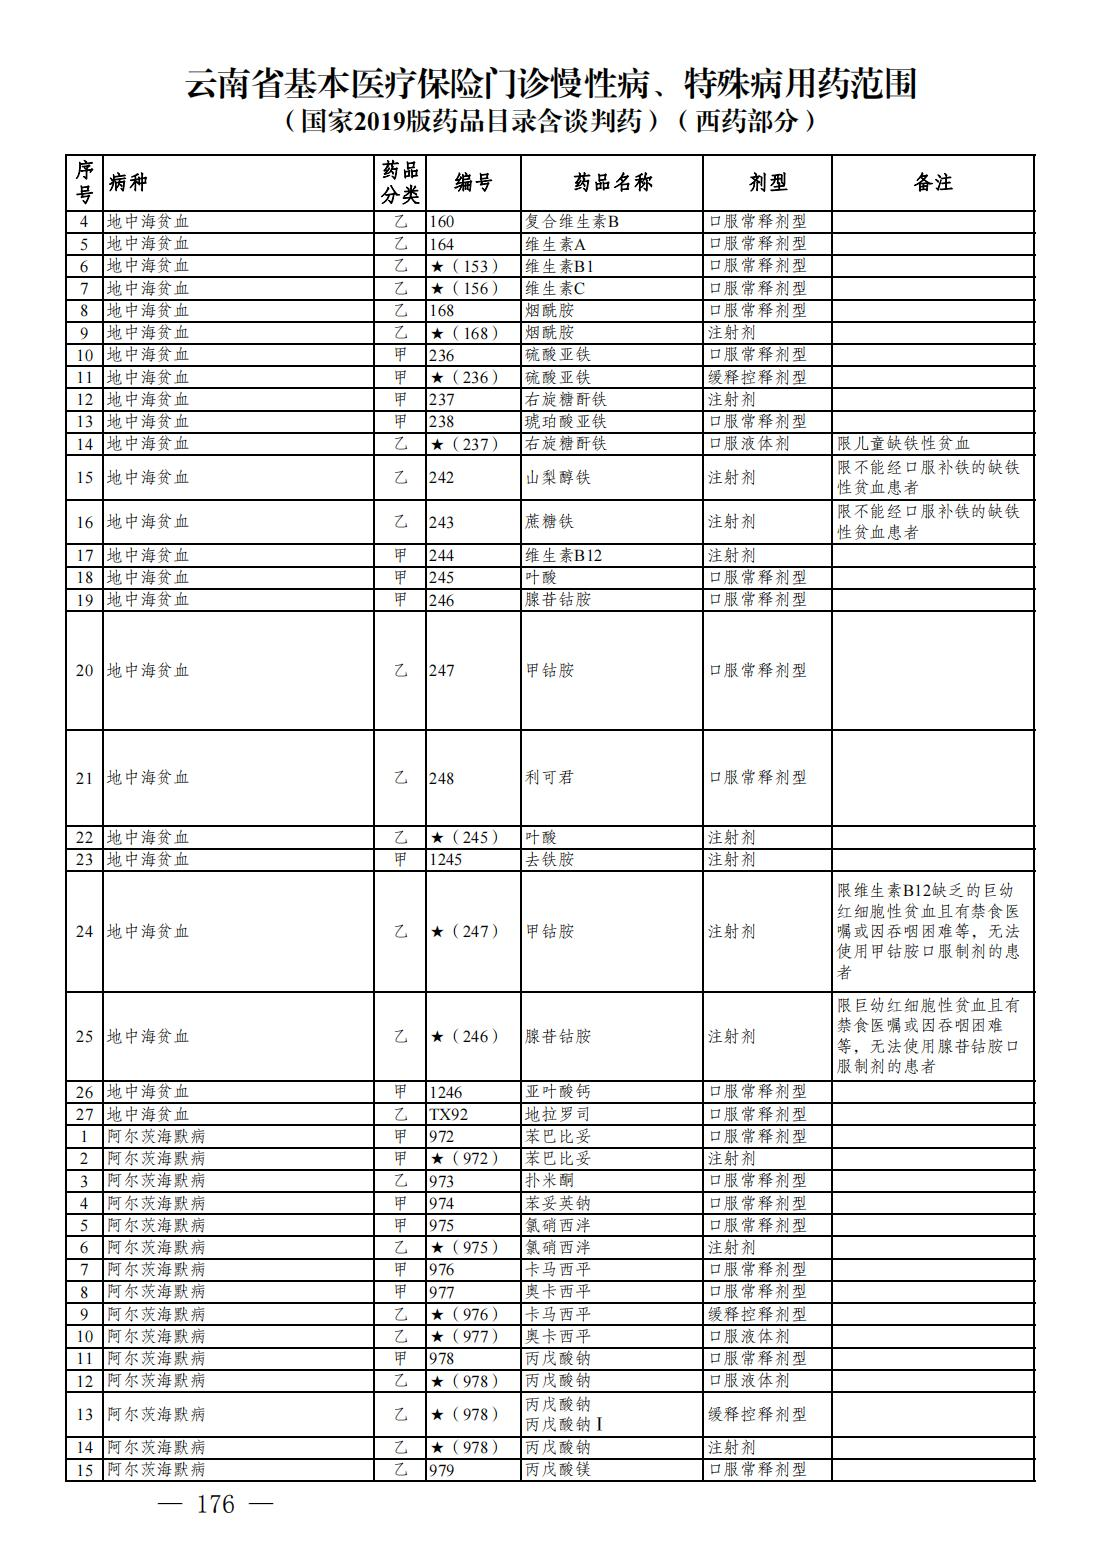 云南省基本医疗保险门诊慢性病、特殊病用药范围
（国家2019版药品目录含谈判药）（西药部分）
序号 病种 药品分类 编号 药品名称 剂型 备注
4 地中海贫血 乙 160 复合维生素B 口服常释剂型
5 地中海贫血 乙 164 维生素A 口服常释剂型
6 地中海贫血 乙 ★（153） 维生素B1 口服常释剂型
7 地中海贫血 乙 ★（156） 维生素C 口服常释剂型
8 地中海贫血 乙 168 烟酰胺 口服常释剂型
9 地中海贫血 乙 ★（168） 烟酰胺 注射剂
10 地中海贫血 甲 236 硫酸亚铁 口服常释剂型
11 地中海贫血 甲 ★（236） 硫酸亚铁 缓释控释剂型
12 地中海贫血 甲 237 右旋糖酐铁 注射剂
13 地中海贫血 甲 238 琥珀酸亚铁 口服常释剂型
14 地中海贫血 乙 ★（237） 右旋糖酐铁 口服液体剂 限儿童缺铁性贫血
15 地中海贫血 乙 242 山梨醇铁 注射剂 限不能经口服补铁的缺铁
性贫血患者
16 地中海贫血 乙 243 蔗糖铁 注射剂 限不能经口服补铁的缺铁
性贫血患者
17 地中海贫血 甲 244 维生素B12 注射剂
18 地中海贫血 甲 245 叶酸 口服常释剂型
19 地中海贫血 甲 246 腺苷钴胺 口服常释剂型
20 地中海贫血 乙 247 甲钴胺 口服常释剂型
21 地中海贫血 乙 248 利可君 口服常释剂型
22 地中海贫血 乙 ★（245） 叶酸 注射剂
23 地中海贫血 甲 1245 去铁胺 注射剂
24 地中海贫血 乙 ★（247） 甲钴胺 注射剂 限维生素B12缺乏的巨幼
红细胞性贫血且有禁食医
嘱或因吞咽困难等，无法
使用甲钴胺口服制剂的患
者
25 地中海贫血 乙 ★（246） 腺苷钴胺 注射剂 限巨幼红细胞性贫血且有
禁食医嘱或因吞咽困难
等，无法使用腺苷钴胺口
服制剂的患者
26 地中海贫血 甲 1246 亚叶酸钙 口服常释剂型
27 地中海贫血 乙 TX92 地拉罗司 口服常释剂型
1 阿尔茨海默病 甲 972 苯巴比妥 口服常释剂型
2 阿尔茨海默病 甲 ★（972） 苯巴比妥 注射剂
3 阿尔茨海默病 乙 973 扑米酮 口服常释剂型
4 阿尔茨海默病 甲 974 苯妥英钠 口服常释剂型
5 阿尔茨海默病 甲 975 氯硝西泮 口服常释剂型
6 阿尔茨海默病 乙 ★（975） 氯硝西泮 注射剂
7 阿尔茨海默病 甲 976 卡马西平 口服常释剂型
8 阿尔茨海默病 甲 977 奥卡西平 口服常释剂型
9 阿尔茨海默病 乙 ★（976） 卡马西平 缓释控释剂型
10 阿尔茨海默病 乙 ★（977） 奥卡西平 口服液体剂
11 阿尔茨海默病 甲 978 丙戊酸钠 口服常释剂型
12 阿尔茨海默病 乙 ★（978） 丙戊酸钠 口服液体剂
13 阿尔茨海默病 乙 ★（978） 丙戊酸钠 缓释控释剂型
丙戊酸钠Ⅰ
14 阿尔茨海默病 乙 ★（978） 丙戊酸钠 注射剂
15 阿尔茨海默病 乙 979 丙戊酸镁 口服常释剂型
— 176 —